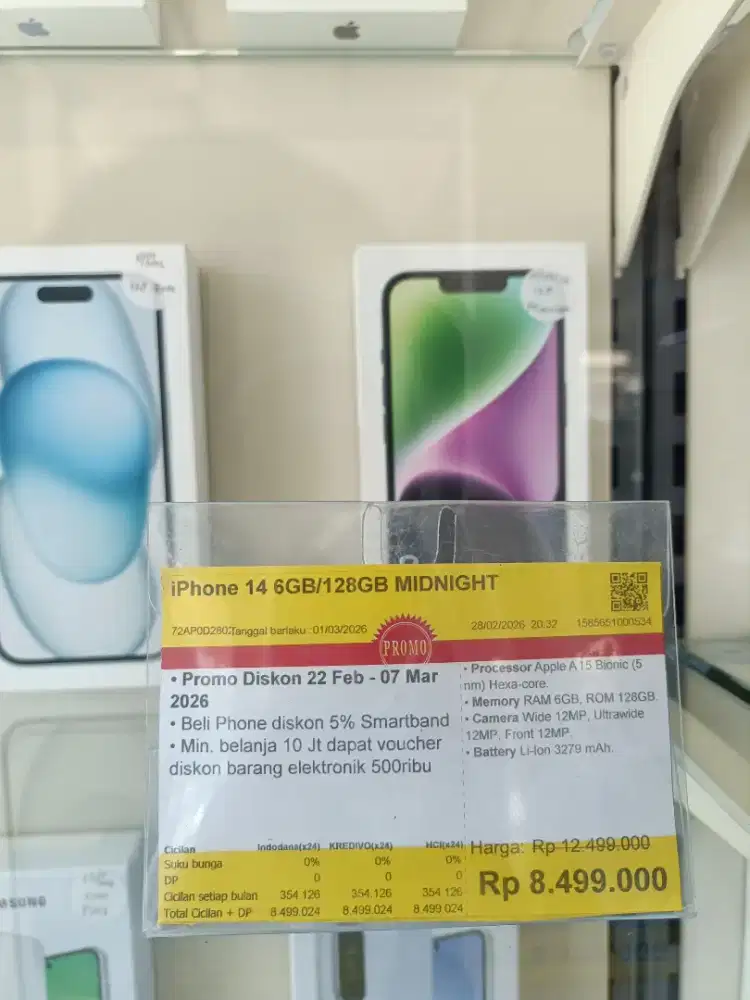 iPhone 14 6GB/128GB MIDNIGHT
72AP0D280 Tanggal berlaku :01/03/2026
28/02/2026 20:32 1585651000534
PROMO
• Promo Diskon 22 Feb - 07 Mar
2026
• Beli Phone diskon 5% Smartband
• Min. belanja 10 Jt dapat voucher
diskon barang elektronik 500ribu
• Processor Apple A 15 Bionic (5
nm) Hexa-core.
• Memory RAM 6GB, ROM 128GB.
• Camera Wide 12MP, Ultrawide
12MP, Front 12MP.
• Battery Li-Ion 3279 mAh.
Cicilan Indodana(x24) KREDIVO(x24) HCI(x24)
Suku bunga 0% 0% 0%
DP 0 0 0
Cicilan setiap bulan 354.126 354.126 354.126
Total Cicilan + DP 8.499.024 8.499.024 8.499.024
Harga: Rp 12.499.000
Rp 8.499.000